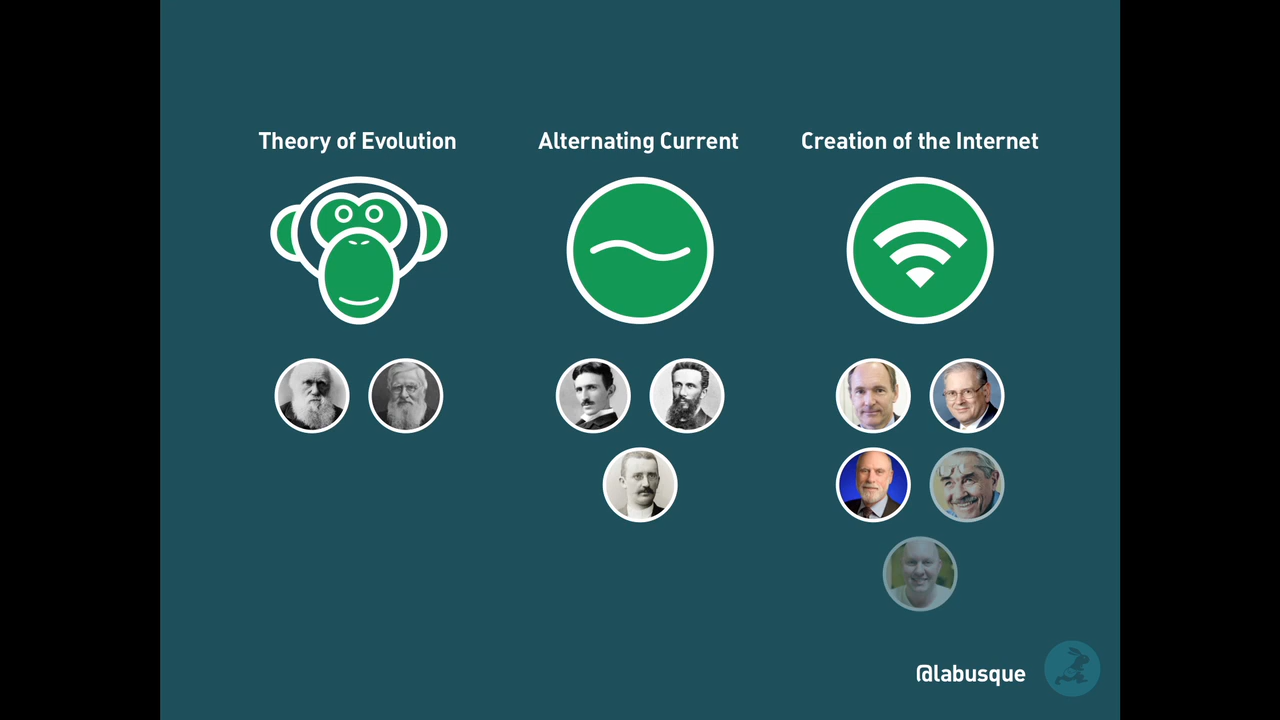 Theory of Evolution
Alternating Current
Creation of the Internet
@labusque